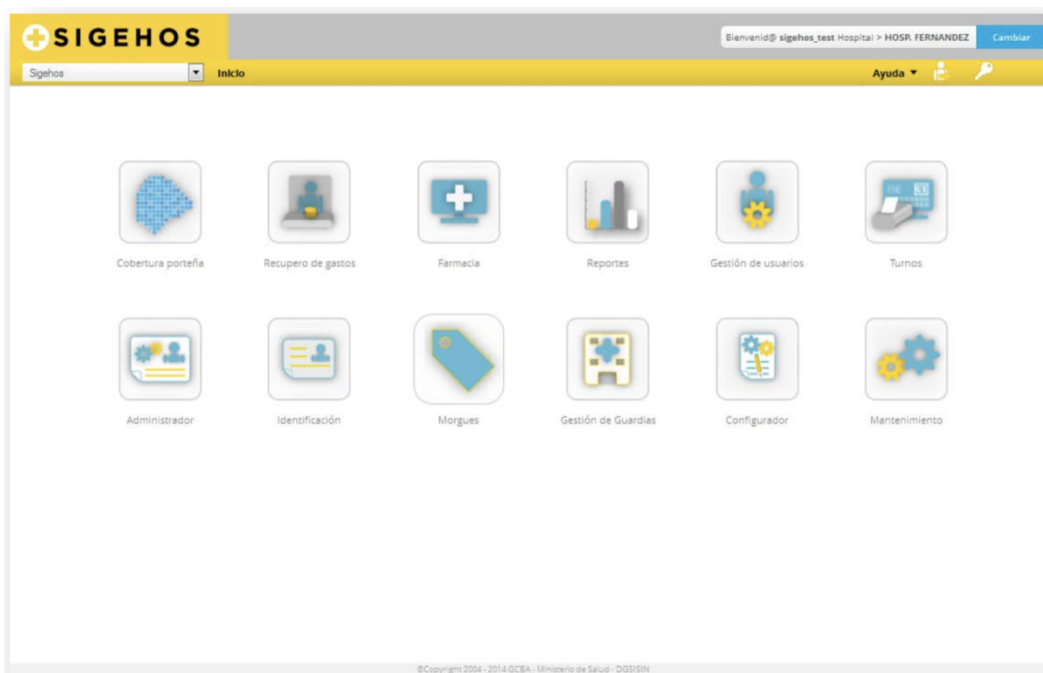 SIGEHOS
Bienvenid@ sigehos_test Hospital > HOSP. FERNANDEZ Cambiar
Sigehos Inicio Ayuda
ENE
Cobertura porteña Recupero de gastos Farmacia Reportes Gestión de usuarios Turnos
Administrador Identificación Morgues Gestión de Guardias Configurador Mantenimiento
©Copyright 2004 - 2014 GCBA - Ministerio de Salud - DGSISIN